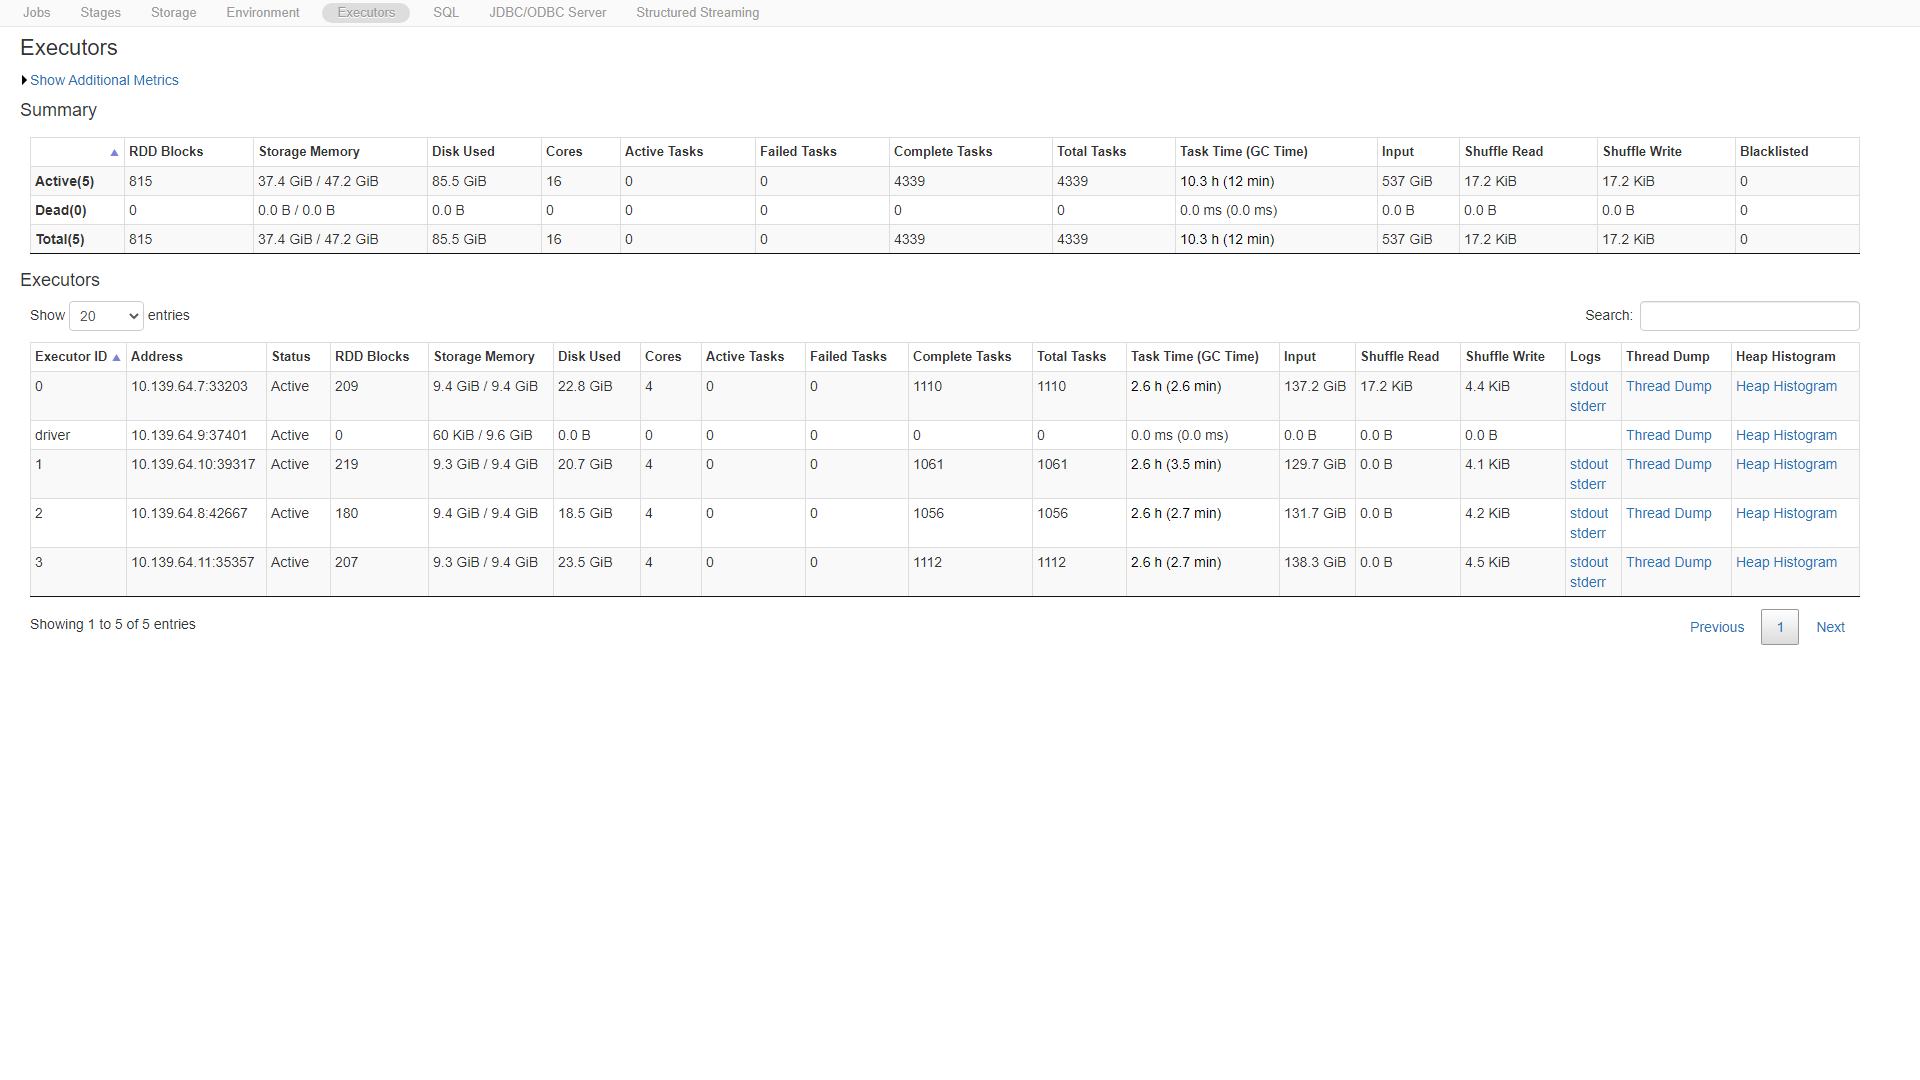 Jobs Stages Storage Environment Executors SQL JDBC/ODBC Server Structured Streaming
Executors
Show Additional Metrics
Summary
RDD Blocks Storage Memory Disk Used Cores Active Tasks Failed Tasks Complete Tasks Total Tasks Task Time (GC Time) Input Shuffle Read Shuffle Write Blacklisted
Active(5) 815 37.4 GiB / 47.2 GiB 85.5 GiB 16 0 0 4339 4339 10.3 h (12 min) 537 GiB 17.2 KiB 17.2 KiB 0
Dead(0) 0 0.0 B / 0.0 B 0.0 B 0 0 0 0 0 0.0 ms (0.0 ms) 0.0 B 0.0 B 0.0 B 0
Total(5) 815 37.4 GiB / 47.2 GiB 85.5 GiB 16 0 0 4339 4339 10.3 h (12 min) 537 GiB 17.2 KiB 17.2 KiB 0
Executors
Show 20 entries Search:
Executor ID Address Status RDD Blocks Storage Memory Disk Used Cores Active Tasks Failed Tasks Complete Tasks Total Tasks Task Time (GC Time) Input Shuffle Read Shuffle Write Logs Thread Dump Heap Histogram
0 10.139.64.7:33203 Active 209 9.4 GiB / 9.4 GiB 22.8 GiB 4 0 0 1110 1110 2.6 h (2.6 min) 137.2 GiB 17.2 KiB 4.4 KiB stdout Thread Dump Heap Histogram
stderr
driver 10.139.64.9:37401 Active 0 60 KiB / 9.6 GiB 0.0 B 0 0 0 0 0 0.0 ms (0.0 ms) 0.0 B 0.0 B 0.0 B Thread Dump Heap Histogram
1 10.139.64.10:39317 Active 219 9.3 GiB / 9.4 GiB 20.7 GiB 4 0 0 1061 1061 2.6 h (3.5 min) 129.7 GiB 0.0 B 4.1 KiB stdout Thread Dump Heap Histogram
stderr
2 10.139.64.8:42667 Active 180 9.4 GiB / 9.4 GiB 18.5 GiB 4 0 0 1056 1056 2.6 h (2.7 min) 131.7 GiB 0.0 B 4.2 KiB stdout Thread Dump Heap Histogram
stderr
3 10.139.64.11:35357 Active 207 9.3 GiB / 9.4 GiB 23.5 GiB 4 0 0 1112 1112 2.6 h (2.7 min) 138.3 GiB 0.0 B 4.5 KiB stdout Thread Dump Heap Histogram
stderr
Showing 1 to 5 of 5 entries Previous 1 Next